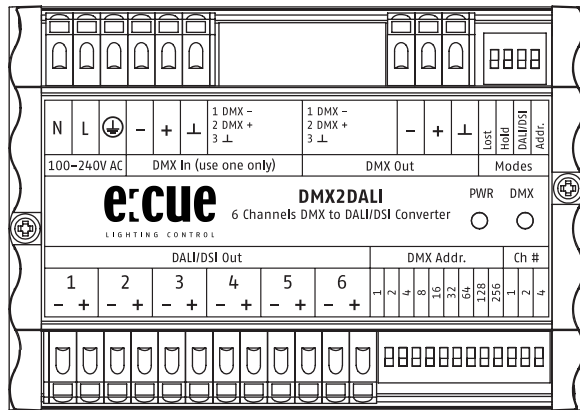 N L − + ⊥
1 DMX −
2 DMX +
3 ⊥
1 DMX −
2 DMX +
3 ⊥
− + ⊥
Lost
Hold
DALI/DSI
Addr.
100–240V AC DMX In (use one only) DMX Out Modes
e:cue
LIGHTING CONTROL
DMX2DALI
6 Channels DMX to DALI/DSI Converter
PWR DMX
DALI/DSI Out DMX Addr. Ch #
1 2 3 4 5 6
− + − + − + − + − + − +
1 2 4 8 16 32 64 128 256 1 2 4